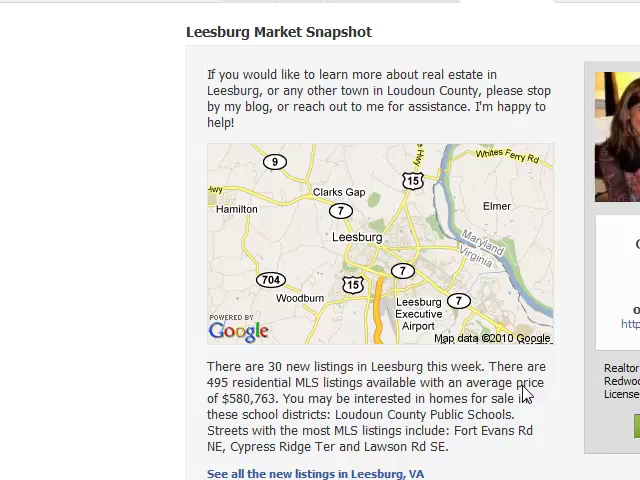 Leesburg Market Snapshot
If you would like to learn more about real estate in
Leesburg, or any other town in Loudoun County, please stop
by my blog, or reach out to me for assistance. I'm happy to
help!
9
15
Whites Ferry Rd
e Hwy
Hwy
Clarks Gap
7
Hamilton
Elmer
Leesburg
Maryland
Virginia
704
7
15
Woodburn
7
Leesburg
Executive
Airport
POWERED BY
Google
Map data ©2010 Google
There are 30 new listings in Leesburg this week. There are
495 residential MLS listings available with an average price
of $580,763. You may be interested in homes for sale in
these school districts: Loudoun County Public Schools.
Streets with the most MLS listings include: Fort Evans Rd
NE, Cypress Ridge Ter and Lawson Rd SE.
See all the new listings in Leesburg, VA
o
http
Realtor
Redwoo
License